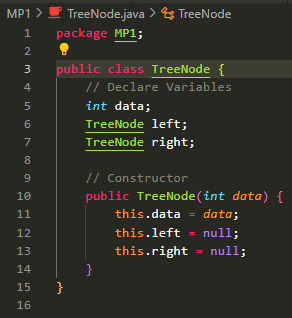 MP1 > TreeNode.java > TreeNode
1 package MP1;
2
3 public class TreeNode {
4     // Declare Variables
5     int data;
6     TreeNode left;
7     TreeNode right;
8
9     // Constructor
10     public TreeNode(int data) {
11         this.data = data;
12         this.left = null;
13         this.right = null;
14     }
15 }
16